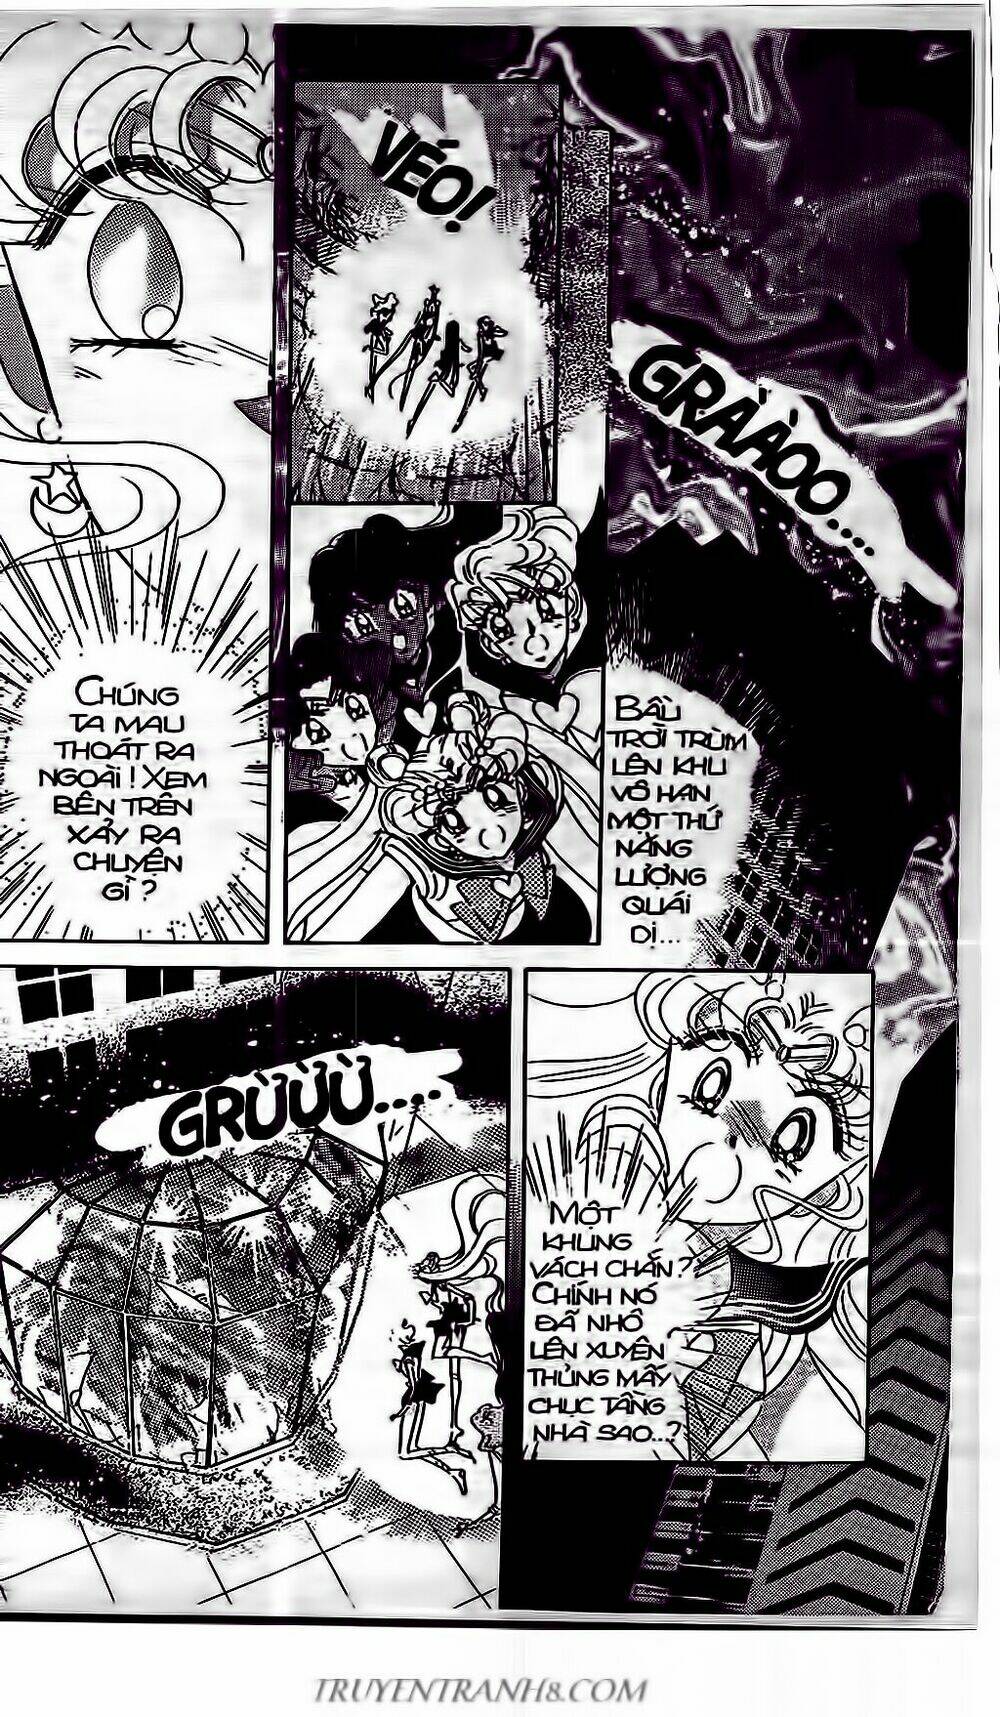 GRÀÀOO....
VÉO!
BẦU
TRỜI TRÙM
LÊN KHU
VÔ HẠN
MỘT THỨ
NĂNG
LƯỢNG
QUÁI
DỊ...
CHÚNG
TA MAU
THOÁT RA
NGOÀI! XEM
BÊN TRÊN
XẢY RA
CHUYỆN
GÌ?
MỘT
KHUNG
VÁCH CHẮN?
CHÍNH NÓ
ĐÃ NHÔ
LÊN XUYÊN
THỦNG MẤY
CHỤC TẦNG
NHÀ SAO...?
GRỪỪỪ....
TRUYENTRANH8.COM